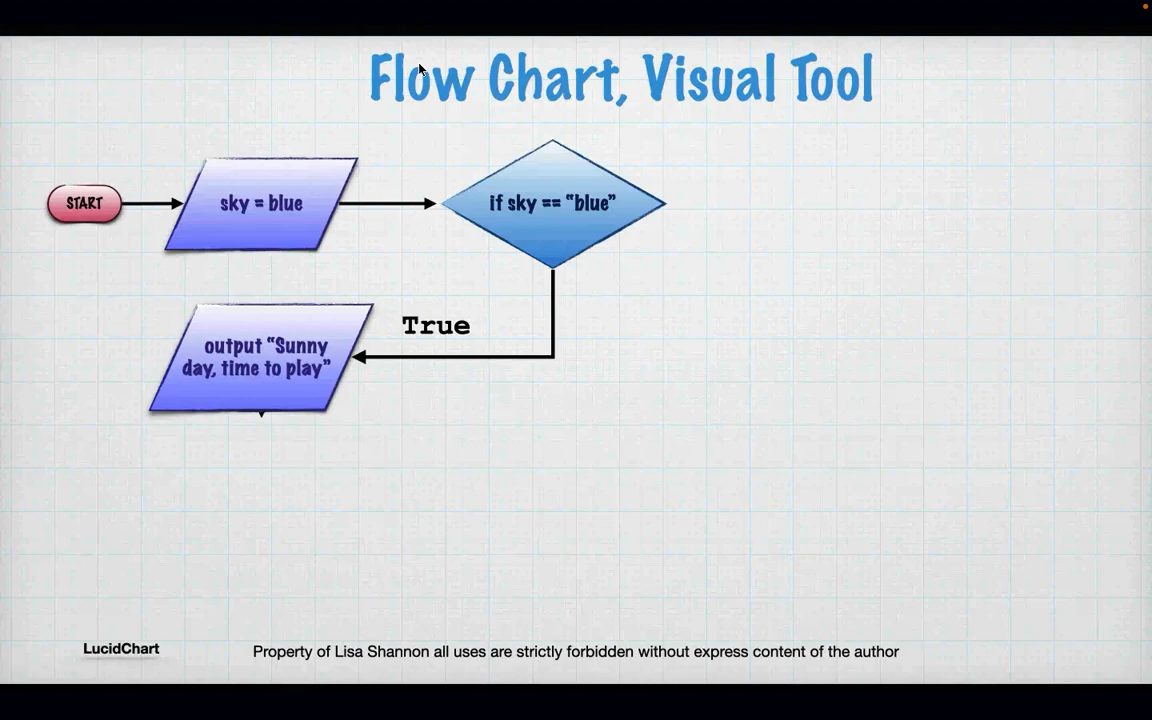 Flow Chart, Visual Tool
START
sky = blue
if sky == “blue”
True
output “Sunny
day, time to play”
LucidChart
Property of Lisa Shannon all uses are strictly forbidden without express content of the author